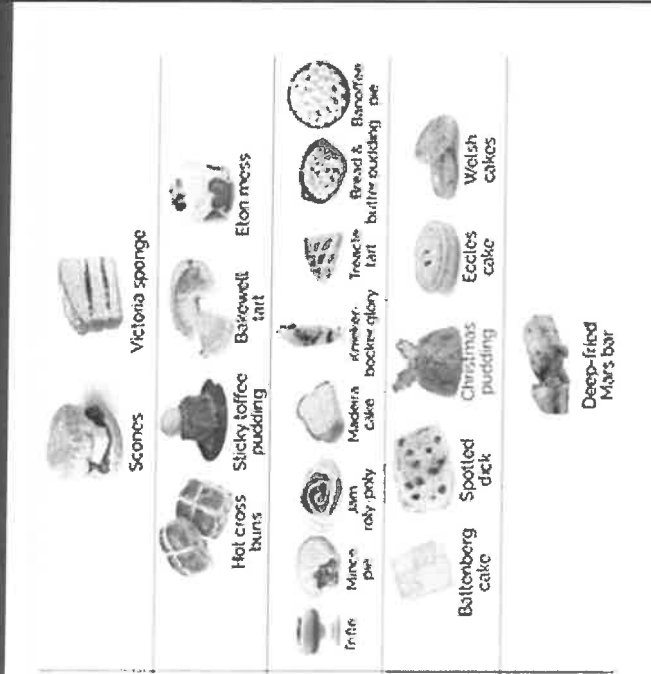 Scones
Victoria sponge
Hot cross
buns
Sticky toffee
pudding
Bakewell
tart
Eton mess
Trifle
Mince
pie
Jam
roly-poly
Madeira
cake
Knicker-
bocker glory
Treacle
tart
Bread &
butter pudding
Banoffee
pie
Battenberg
cake
Spotted
dick
Christmas
pudding
Eccles
cake
Welsh
cakes
Deep-fried
Mars bar